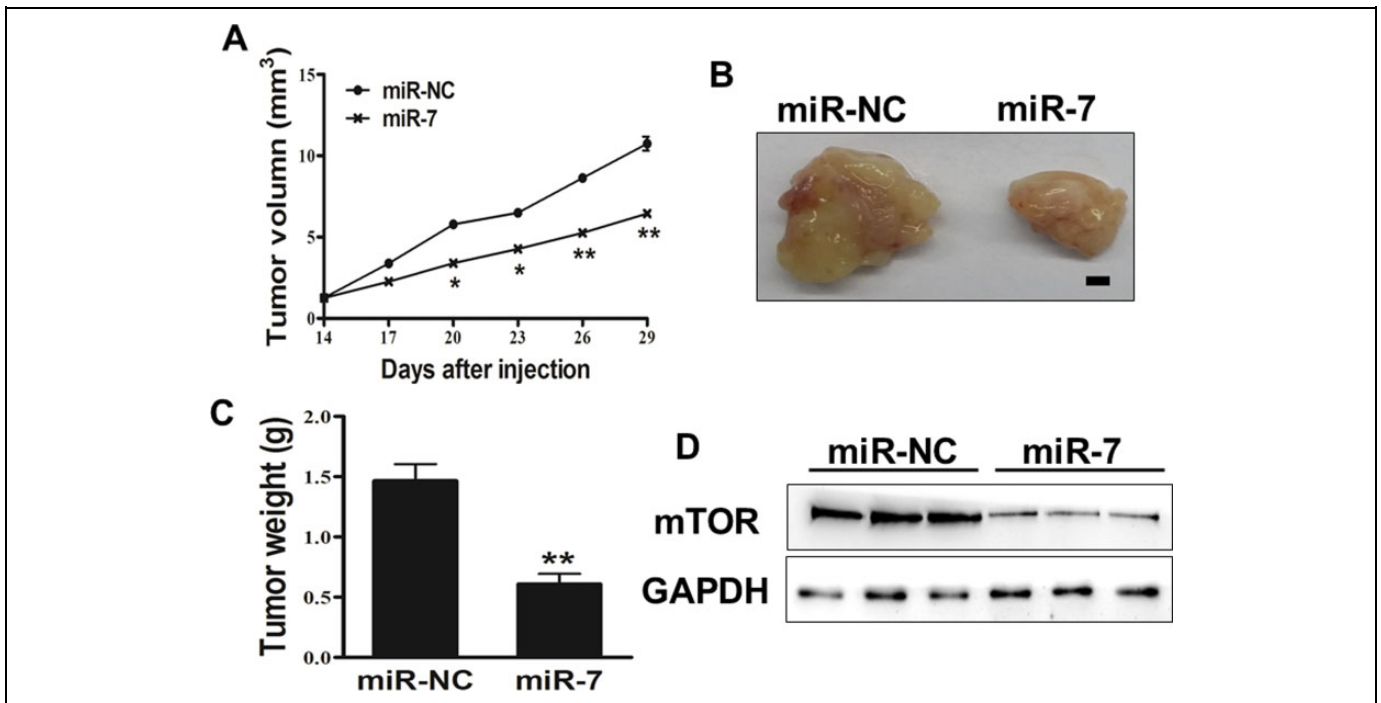 A
Tumor volumn (mm³)
15
10
5
0
miR-NC
miR-7
*
*
**
**
14 17 20 23 26 29
Days after injection
B
miR-NC miR-7
C
Tumor weight (g)
2.0
1.5
1.0
0.5
0.0
**
miR-NC miR-7
D
miR-NC miR-7
mTOR
GAPDH